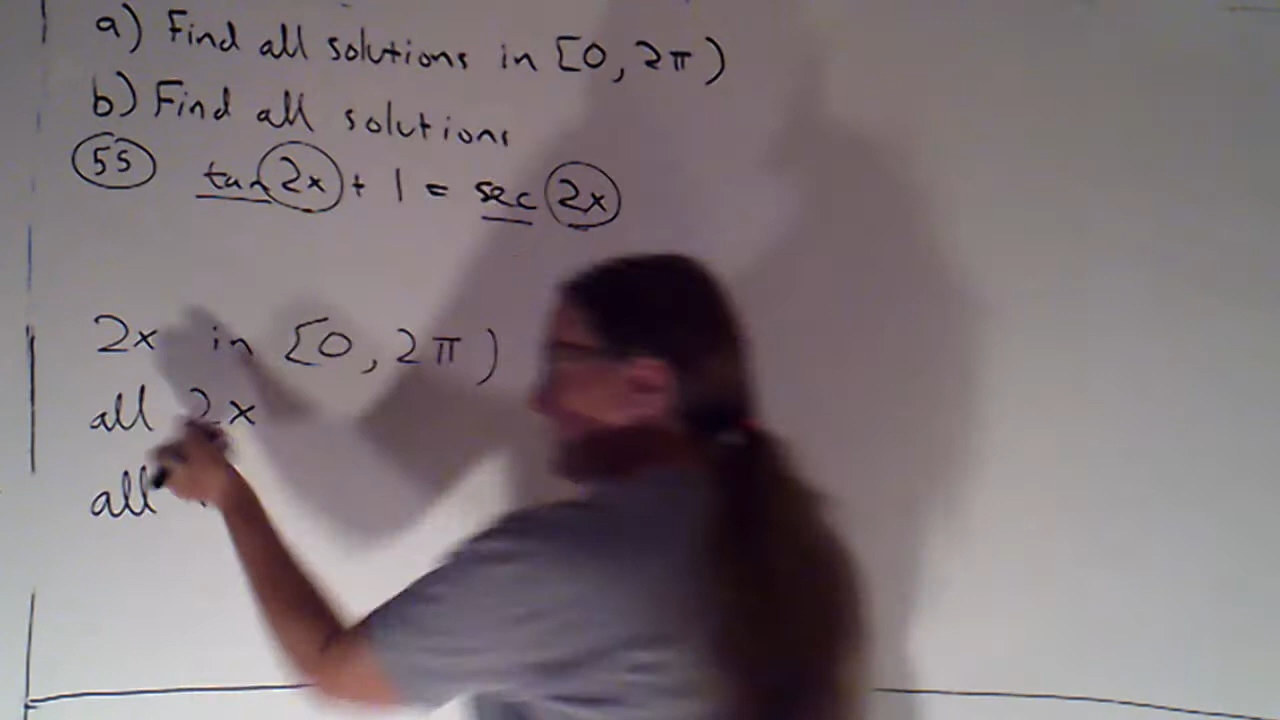 a) Find all solutions in [0, 2π)
b) Find all solutions
55 tan 2x + 1 = sec 2x
2x in [0, 2π)
all 2x
all